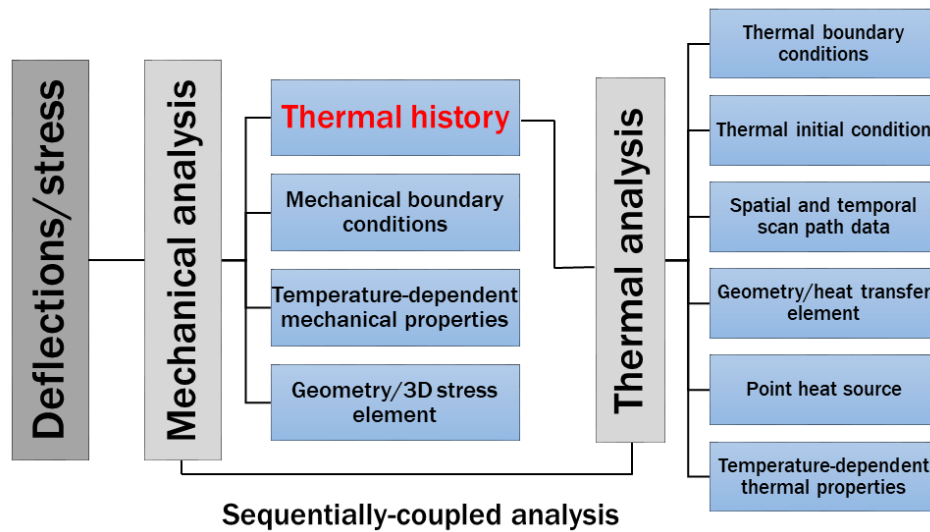 Deflections/stress
Mechanical analysis
Thermal history
Mechanical boundary
conditions
Temperature-dependent
mechanical properties
Geometry/3D stress
element
Thermal analysis
Thermal boundary
conditions
Thermal initial condition
Spatial and temporal
scan path data
Geometry/heat transfer
element
Point heat source
Temperature-dependent
thermal properties
Sequentially-coupled analysis